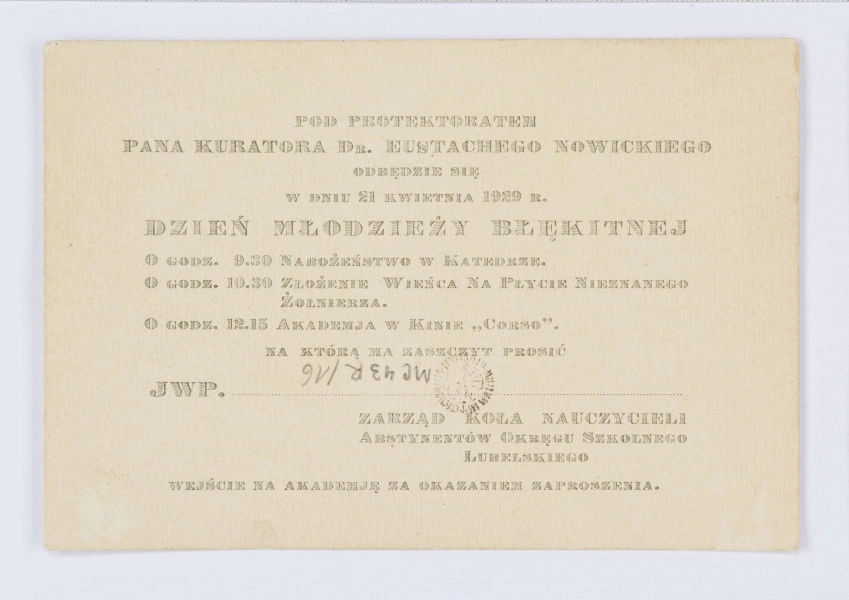 POD PROTEKTORATEM
PANA KURATORA DR. EUSTACHEGO NOWICKIEGO
ODBĘDZIE SIĘ
W DNIU 21 KWIETNIA 1929 R.
DZIEŃ MŁODZIEŻY BŁĘKITNEJ
O GODZ. 9.30 NABOŻEŃSTWO W KATEDRZE.
O GODZ. 10.30 ZŁOŻENIE WIEŃCA NA PŁYCIE NIEZNANEGO
ŻOŁNIERZA.
O GODZ. 12.15 AKADEMJA W KINIE „CORSO”.
NA KTÓRĄ MA ZASZCZYT PROSIĆ
MC 43 R/16
JWP.
ZARZĄD KOŁA NAUCZYCIELI
ABSTYNENTÓW OKRĘGU SZKOLNEGO
LUBELSKIEGO
WEJŚCIE NA AKADEMJĘ ZA OKAZANIEM ZAPROSZENIA.